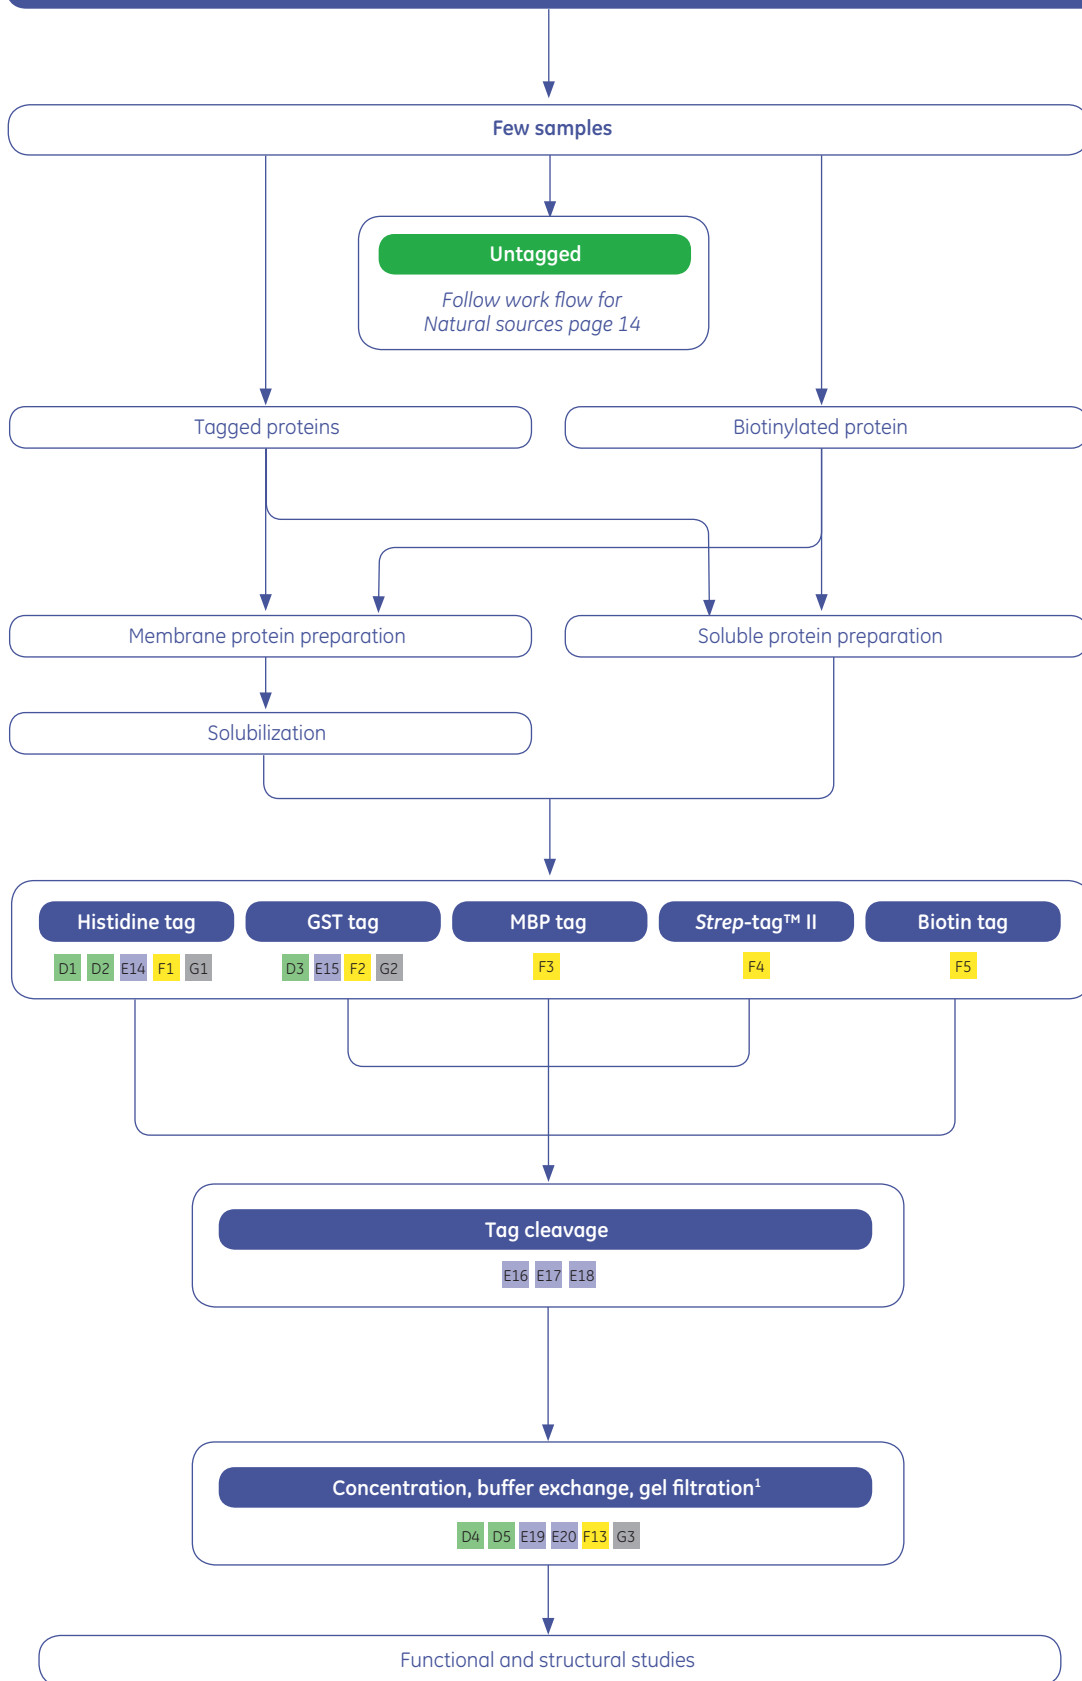 Few samples
Untagged
Follow work flow for
Natural sources page 14
Tagged proteins
Biotinylated protein
Membrane protein preparation
Soluble protein preparation
Solubilization
Histidine tag
GST tag
MBP tag
Strep-tag™ II
Biotin tag
D1 D2 E14 F1 G1
D3 E15 F2 G2
F3
F4
F5
Tag cleavage
E16 E17 E18
Concentration, buffer exchange, gel filtration¹
D4 D5 E19 E20 F13 G3
Functional and structural studies